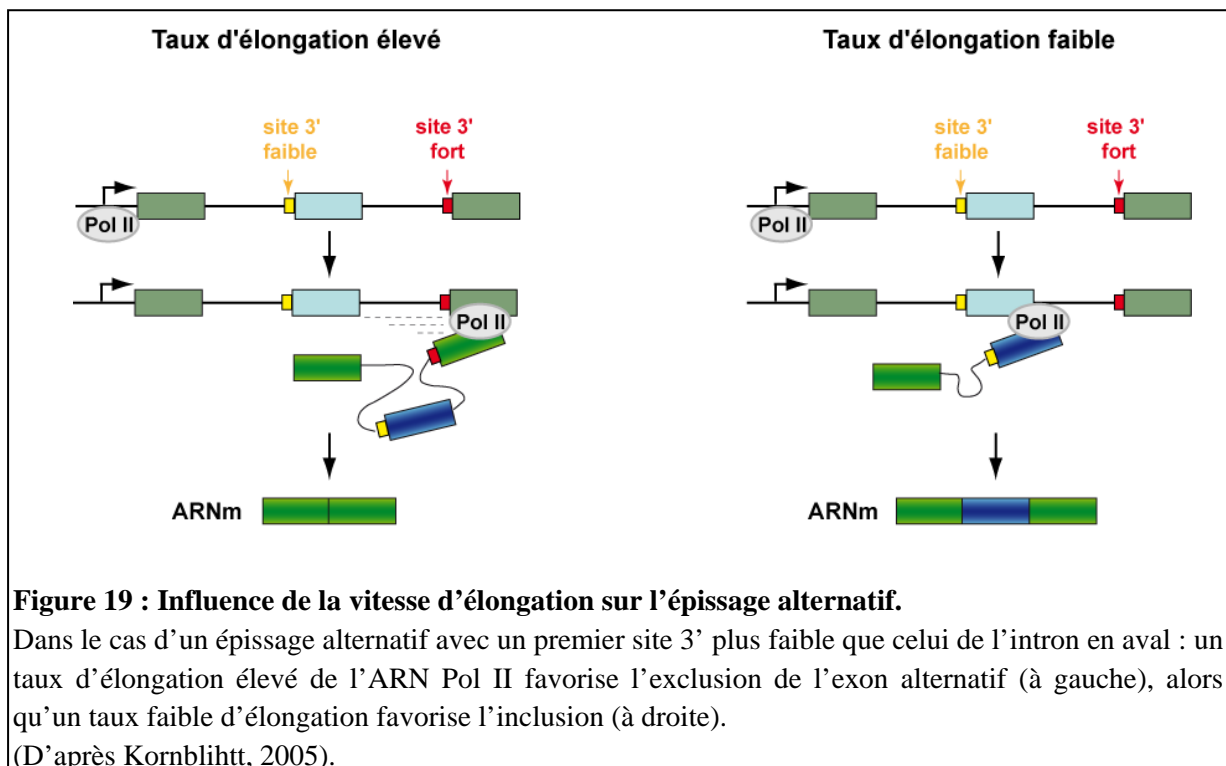 Taux d'élongation élevé
Taux d'élongation faible
site 3'
faible
site 3'
fort
site 3'
faible
site 3'
fort
Pol II
Pol II
Pol II
Pol II
ARNm
ARNm
Figure 19 : Influence de la vitesse d’élongation sur l’épissage alternatif.
Dans le cas d’un épissage alternatif avec un premier site 3’ plus faible que celui de l’intron en aval : un
taux d’élongation élevé de l’ARN Pol II favorise l’exclusion de l’exon alternatif (à gauche), alors
qu’un taux faible d’élongation favorise l’inclusion (à droite).
(D’après Kornblihtt, 2005).